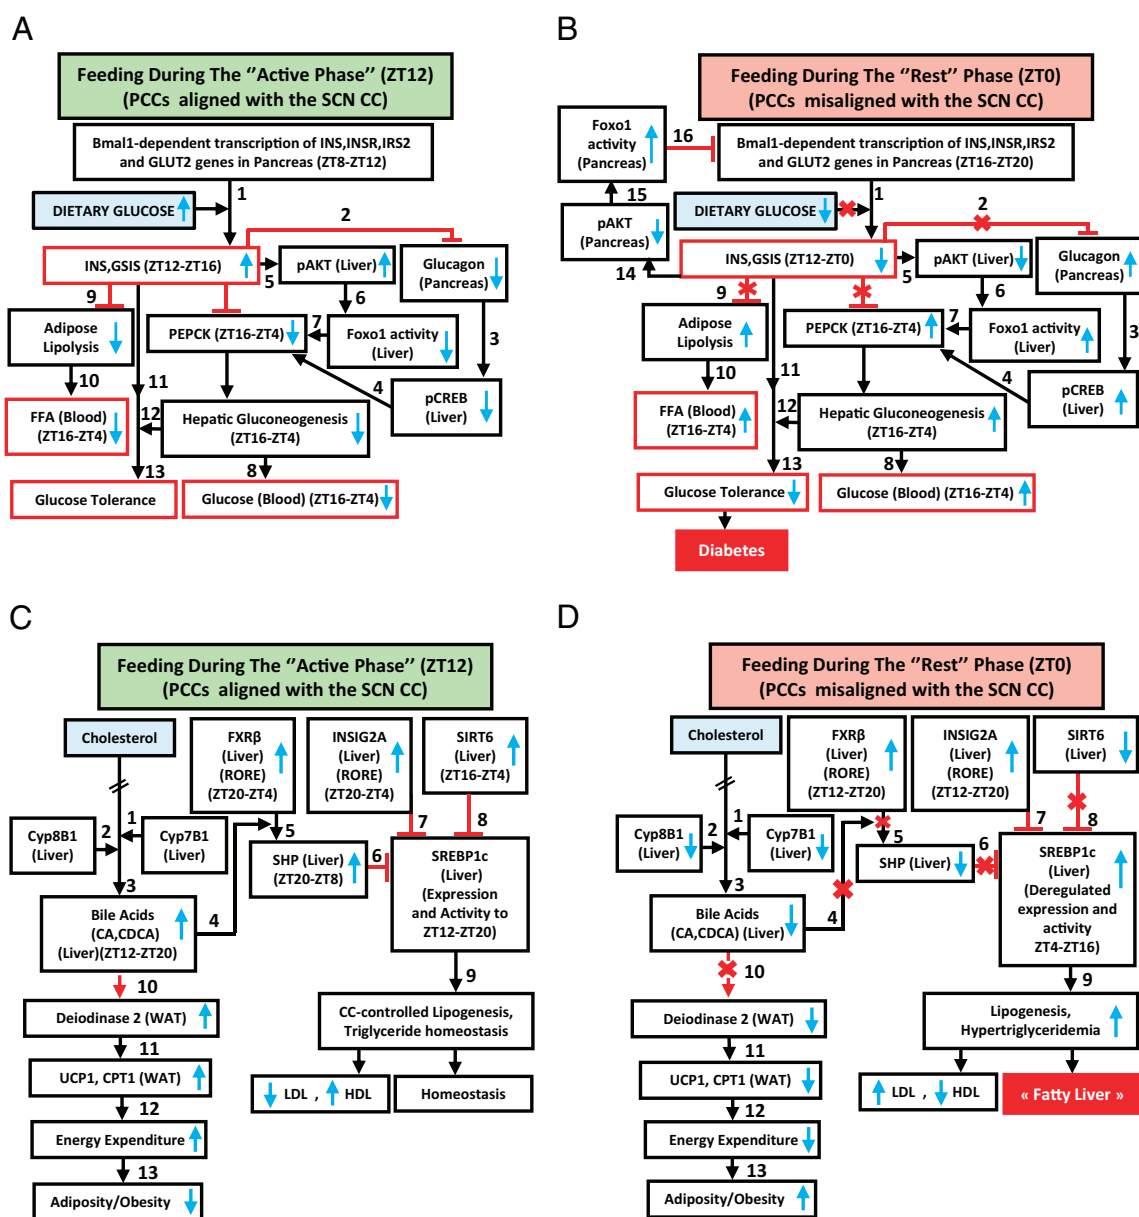 A
Feeding During The ‘‘Active Phase’’ (ZT12)
(PCCs aligned with the SCN CC)
Bmal1-dependent transcription of INS,INSR,IRS2
and GLUT2 genes in Pancreas (ZT8-ZT12)
1
DIETARY GLUCOSE
2
INS,GSIS (ZT12-ZT16)
5
pAKT (Liver)
Glucagon
(Pancreas)
9
6
Adipose
Lipolysis
PEPCK (ZT16-ZT4)
7
Foxo1 activity
(Liver)
3
10
11
4
pCREB
(Liver)
FFA (Blood)
(ZT16-ZT4)
12
Hepatic Gluconeogenesis
(ZT16-ZT4)
13
8
Glucose Tolerance
Glucose (Blood) (ZT16-ZT4)
B
Feeding During The ‘‘Rest’’ Phase (ZT0)
(PCCs misaligned with the SCN CC)
Foxo1
activity
(Pancreas)
16
Bmal1-dependent transcription of INS,INSR,IRS2
and GLUT2 genes in Pancreas (ZT16-ZT20)
15
1
DIETARY GLUCOSE
2
pAKT
(Pancreas)
14
INS,GSIS (ZT12-ZT0)
5
pAKT (Liver)
Glucagon
(Pancreas)
9
6
Adipose
Lipolysis
PEPCK (ZT16-ZT4)
7
Foxo1 activity
(Liver)
3
10
11
4
pCREB
(Liver)
FFA (Blood)
(ZT16-ZT4)
12
Hepatic Gluconeogenesis
(ZT16-ZT4)
13
8
Glucose Tolerance
Glucose (Blood) (ZT16-ZT4)
Diabetes
C
Feeding During The ‘‘Active Phase’’ (ZT12)
(PCCs aligned with the SCN CC)
Cholesterol
FXRβ
(Liver)
(RORE)
(ZT20-ZT4)
INSIG2A
(Liver)
(RORE)
(ZT20-ZT4)
SIRT6
(Liver)
(ZT16-ZT4)
Cyp8B1
(Liver)
2
1
Cyp7B1
(Liver)
5
7
8
SHP (Liver)
(ZT20-ZT8)
6
SREBP1c
(Liver)
(Expression
and Activity to
ZT12-ZT20)
3
Bile Acids
(CA,CDCA)
(Liver)(ZT12-ZT20)
4
10
9
Deiodinase 2 (WAT)
CC-controlled Lipogenesis,
Triglyceride homeostasis
11
UCP1, CPT1 (WAT)
LDL , HDL
Homeostasis
12
Energy Expenditure
13
Adiposity/Obesity
D
Feeding During The ‘‘Rest’’ Phase (ZT0)
(PCCs misaligned with the SCN CC)
Cholesterol
FXRβ
(Liver)
(RORE)
(ZT12-ZT20)
INSIG2A
(Liver)
(RORE)
(ZT12-ZT20)
SIRT6
(Liver)
Cyp8B1
(Liver)
2
1
Cyp7B1
(Liver)
5
7
8
SHP (Liver)
6
SREBP1c
(Liver)
(Deregulated
expression and
activity
ZT4-ZT16)
3
Bile Acids
(CA,CDCA) (Liver)
4
10
9
Deiodinase 2 (WAT)
Lipogenesis,
Hypertriglyceridemia
11
UCP1, CPT1 (WAT)
LDL , HDL
« Fatty Liver »
12
Energy Expenditure
13
Adiposity/Obesity